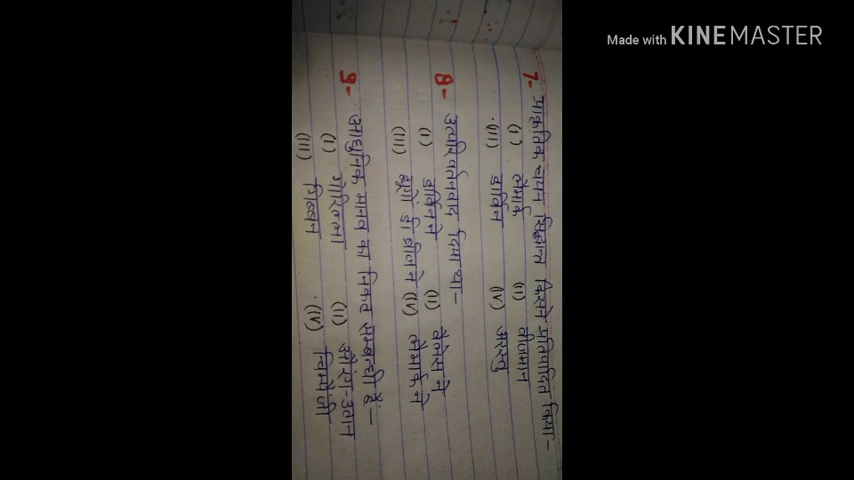 Made with KINEMASTER
7- प्राकृतिक चयन सिद्धान्त किसने प्रतिपादित किया-
(I) लैमार्क (II) वीजमान
(III) डार्विन (IV) अरस्तु
8- उत्परिवर्तनवाद दिया था-
(I) डार्विन ने (II) वैलेस ने
(III) ह्यूगो डी ब्रीज ने (IV) लैमार्क ने
9- आधुनिक मानव का निकट सम्बन्धी है-
(I) गोरिल्ला (II) ओरंग-उटान
(III) गिब्बन (IV) चिम्पैंजी